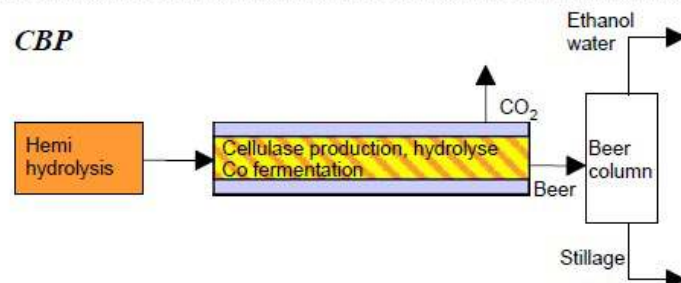 CBP
Ethanol
water
CO2
Hemi
hydrolysis
Cellulase production, hydrolyse
Co fermentation
Beer
Beer
column
Stillage